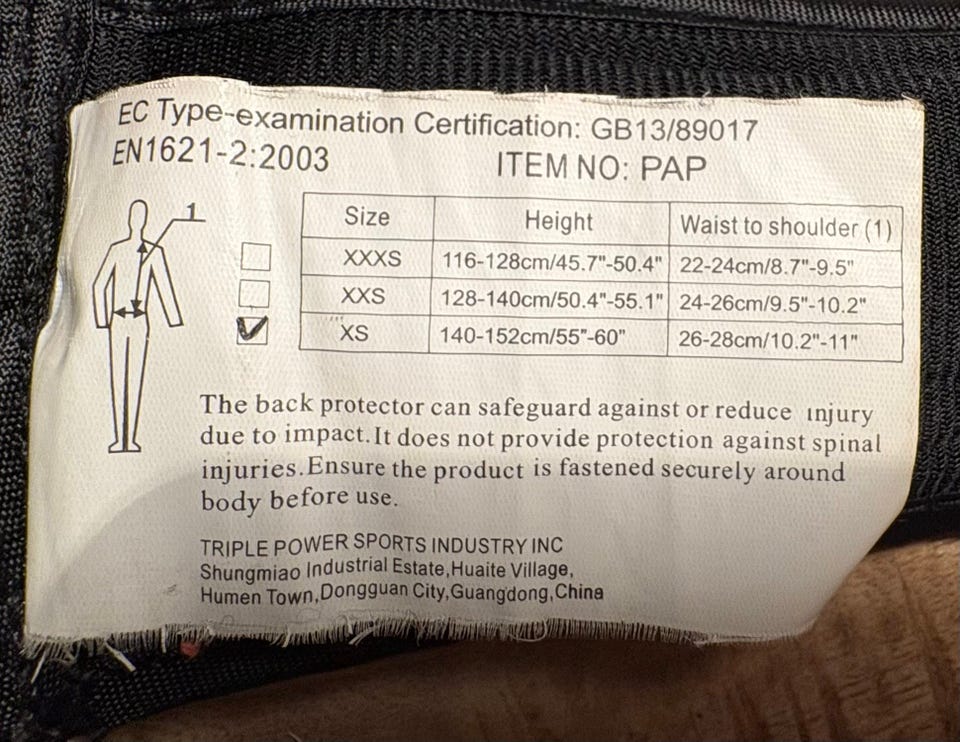 EC Type-examination Certification: GB13/89017
EN1621-2:2003 ITEM NO: PAP
1
Size Height Waist to shoulder (1)
XXXS 116-128cm/45.7"-50.4" 22-24cm/8.7"-9.5"
XXS 128-140cm/50.4"-55.1" 24-26cm/9.5"-10.2"
XS 140-152cm/55"-60" 26-28cm/10.2"-11"
The back protector can safeguard against or reduce injury
due to impact.It does not provide protection against spinal
injuries.Ensure the product is fastened securely around
body before use.
TRIPLE POWER SPORTS INDUSTRY INC
Shungmiao Industrial Estate,Huaite Village,
Humen Town,Dongguan City,Guangdong,China